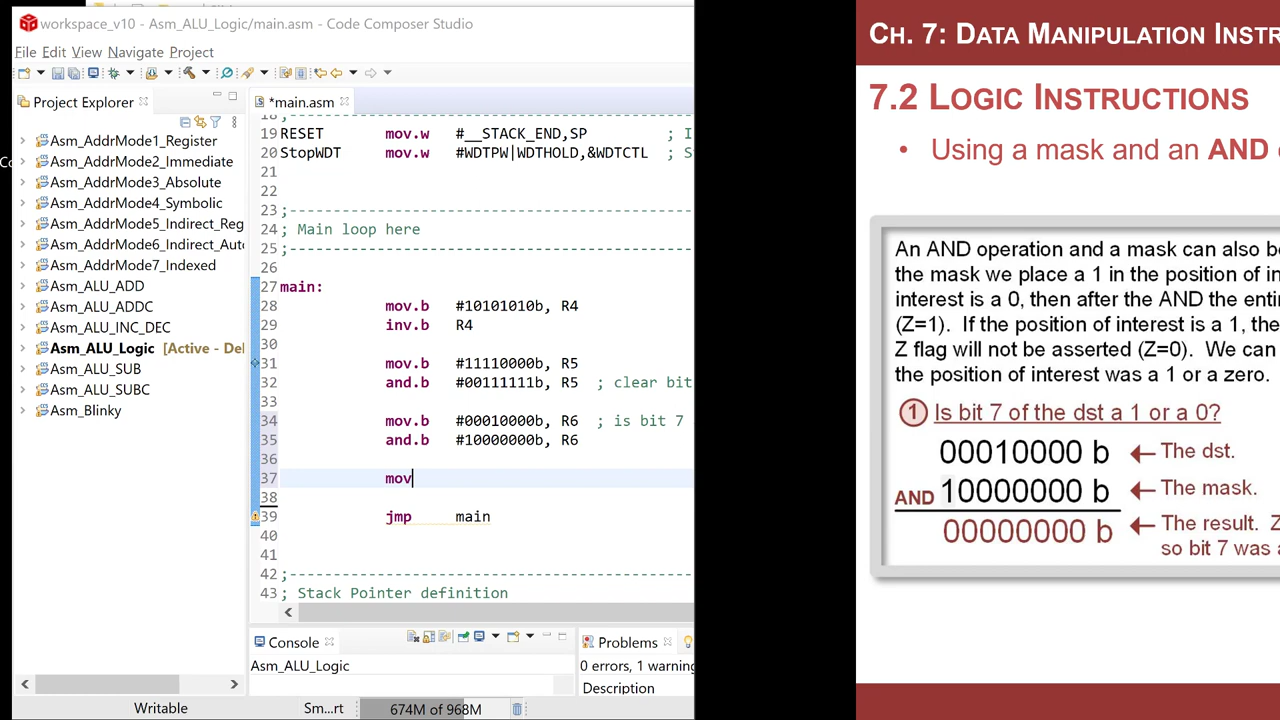 workspace_v10 - Asm_ALU_Logic/main.asm - Code Composer Studio
File Edit View Navigate Project
Project Explorer
Asm_AddrMode1_Register
Asm_AddrMode2_Immediate
Asm_AddrMode3_Absolute
Asm_AddrMode4_Symbolic
Asm_AddrMode5_Indirect_Reg
Asm_AddrMode6_Indirect_Aut
Asm_AddrMode7_Indexed
Asm_ALU_ADD
Asm_ALU_ADDC
Asm_ALU_INC_DEC
Asm_ALU_Logic [Active - De
Asm_ALU_SUB
Asm_ALU_SUBC
Asm_Blinky
*main.asm
19 RESET mov.w #__STACK_END,SP ; I
20 StopWDT mov.w #WDTPW|WDTHOLD,&WDTCTL ; S
21
22
23 ;-------------------------------------------------
24 ; Main loop here
25 ;-------------------------------------------------
26
27 main:
28 mov.b #10101010b, R4
29 inv.b R4
30
31 mov.b #11110000b, R5
32 and.b #00111111b, R5 ; clear bit
33
34 mov.b #00010000b, R6 ; is bit 7
35 and.b #10000000b, R6
36
37 mov
38
39 jmp main
40
41
42 ;-------------------------------------------------
43 ; Stack Pointer definition
Console
Asm_ALU_Logic
Problems
0 errors, 1 warning
Description
Writable
Sm...rt
674M of 968M
CH. 7: DATA MANIPULATION INSTR
7.2 LOGIC INSTRUCTIONS
• Using a mask and an AND
An AND operation and a mask can also be
the mask we place a 1 in the position of in
interest is a 0, then after the AND the enti
(Z=1). If the position of interest is a 1, the
Z flag will not be asserted (Z=0). We can
the position of interest was a 1 or a zero.
1 Is bit 7 of the dst a 1 or a 0?
00010000 b ← The dst.
AND 10000000 b ← The mask.
00000000 b ← The result. Z
so bit 7 was a